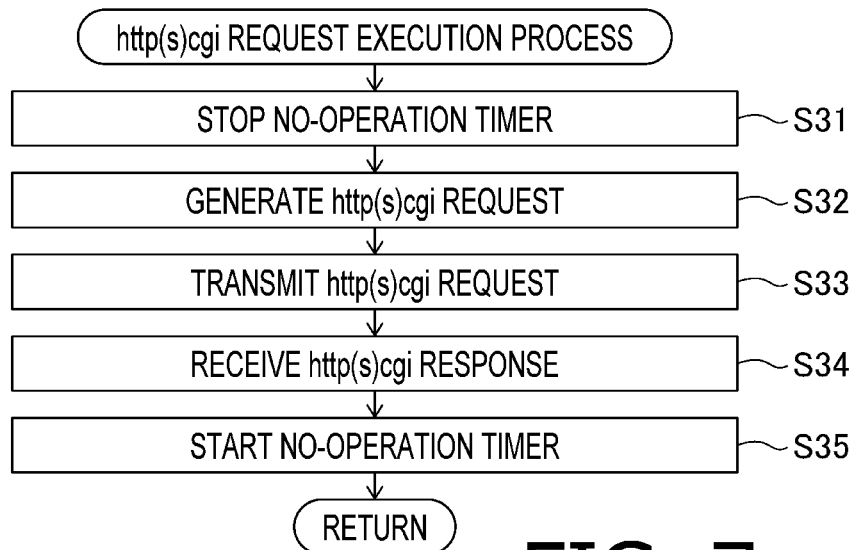 http(s)cgi REQUEST EXECUTION PROCESS
STOP NO-OPERATION TIMER
S31
GENERATE http(s)cgi REQUEST
S32
TRANSMIT http(s)cgi REQUEST
S33
RECEIVE http(s)cgi RESPONSE
S34
START NO-OPERATION TIMER
S35
RETURN